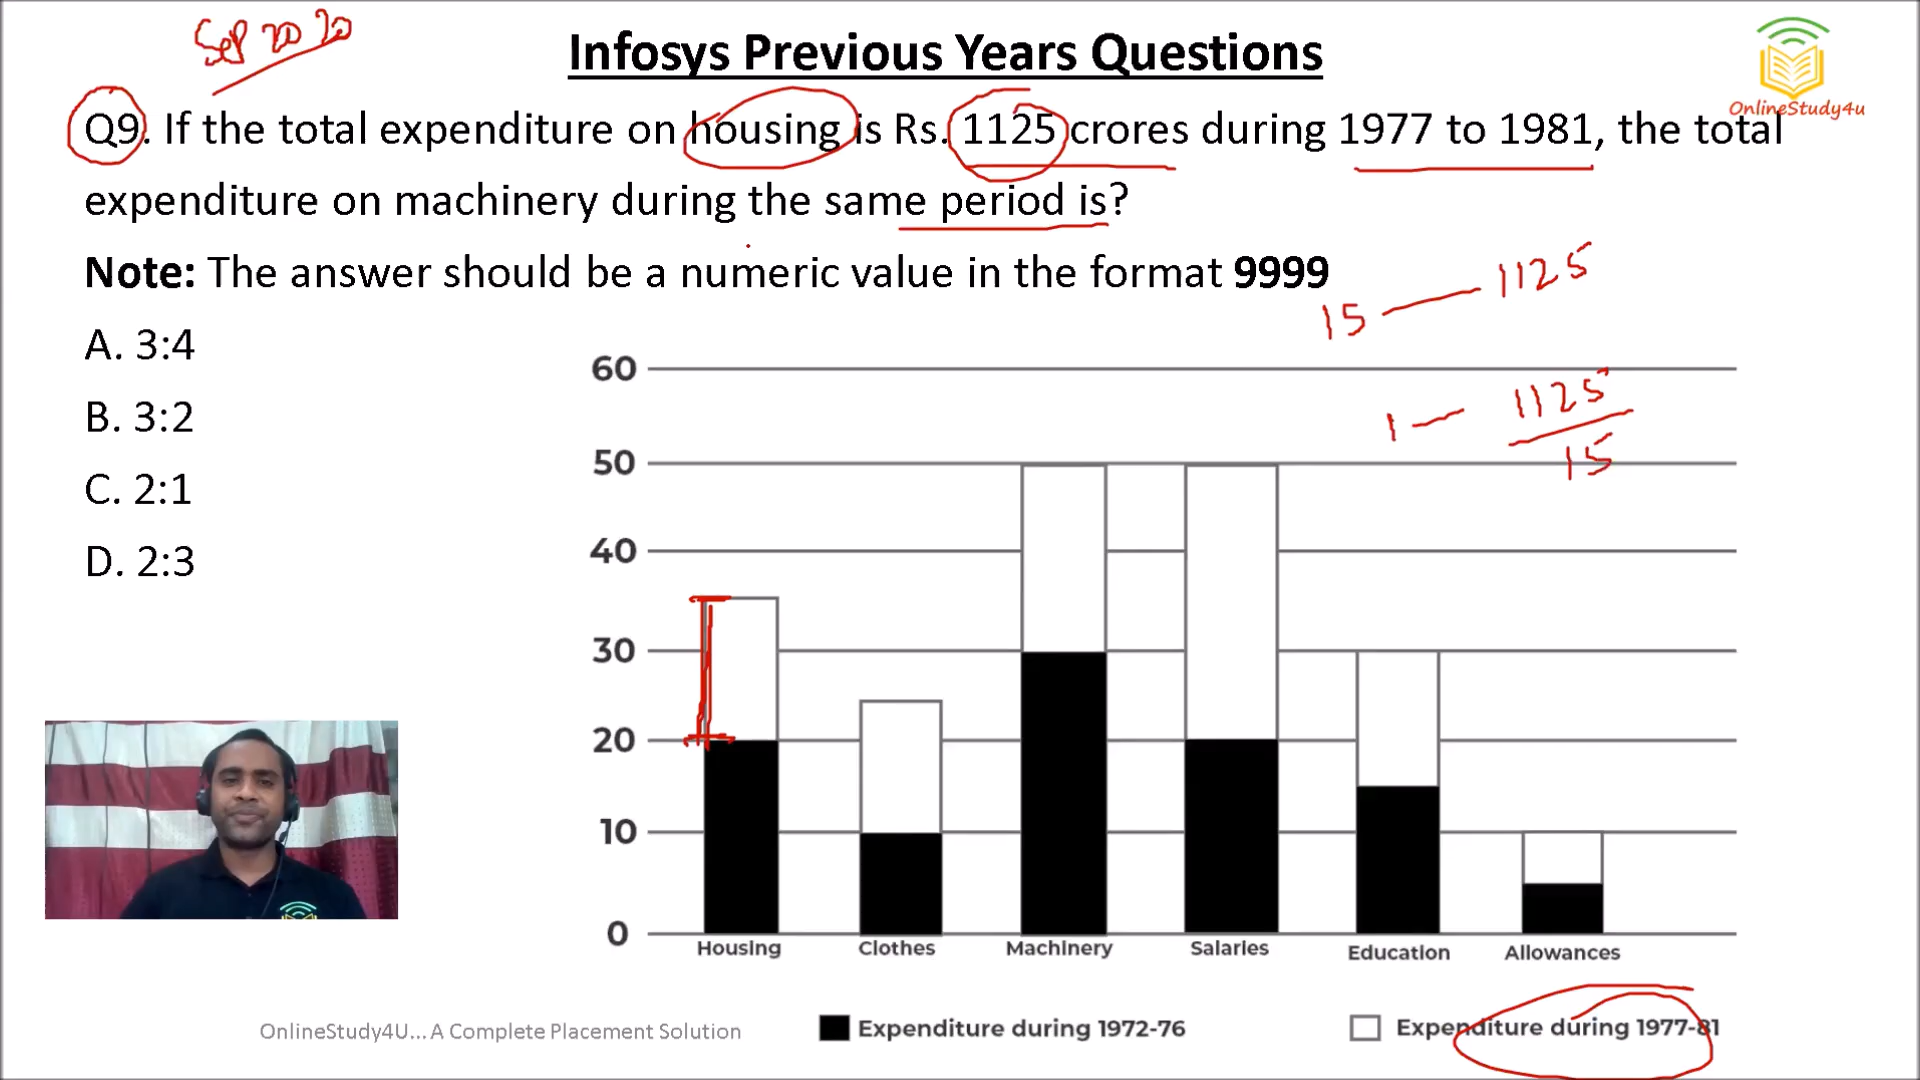 Sep 2020
Infosys Previous Years Questions
OnlineStudy4u
Q9. If the total expenditure on housing is Rs. 1125 crores during 1977 to 1981, the total
expenditure on machinery during the same period is?
Note: The answer should be a numeric value in the format 9999
15 — 1125
A. 3:4
B. 3:2
C. 2:1
D. 2:3
1 — 1125
15
60
50
40
30
20
10
0
Housing Clothes Machinery Salaries Education Allowances
OnlineStudy4U... A Complete Placement Solution
Expenditure during 1972-76
Expenditure during 1977-81